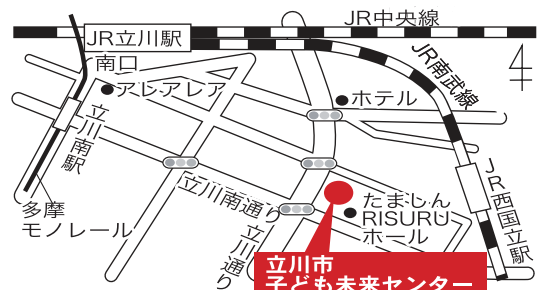 JR中央線
JR立川駅
南口
アレアレア
JR南武線
ホテル
立川南駅
JR西国立駅
多摩
モノレール
立川南通り
立川通り
たましん
RISURU
ホール
立川市
子ども未来センター